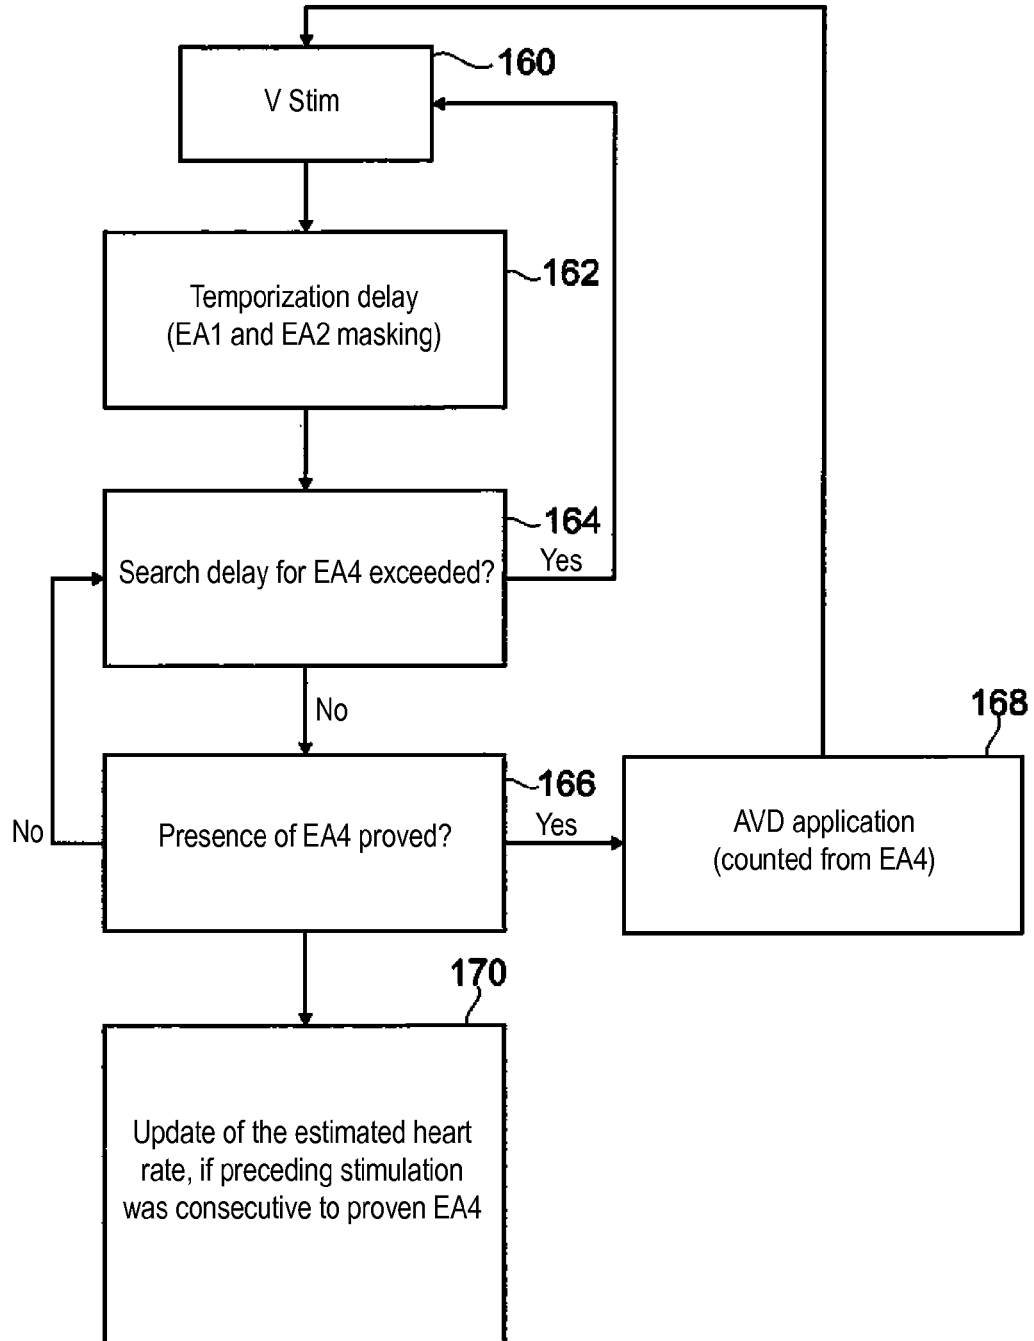 160
V Stim
162
Temporization delay
(EA1 and EA2 masking)
164
Search delay for EA4 exceeded?
Yes
No
168
166
No
Presence of EA4 proved?
Yes
AVD application
(counted from EA4)
170
Update of the estimated heart
rate, if preceding stimulation
was consecutive to proven EA4